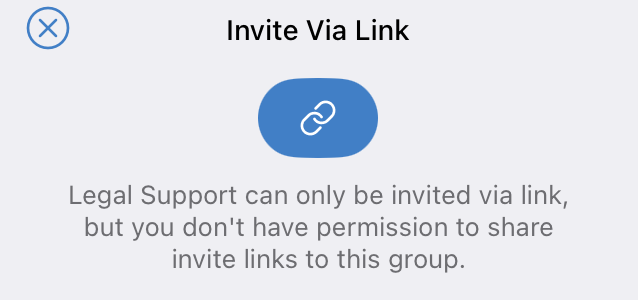 Invite Via Link
Legal Support can only be invited via link,
but you don't have permission to share
invite links to this group.